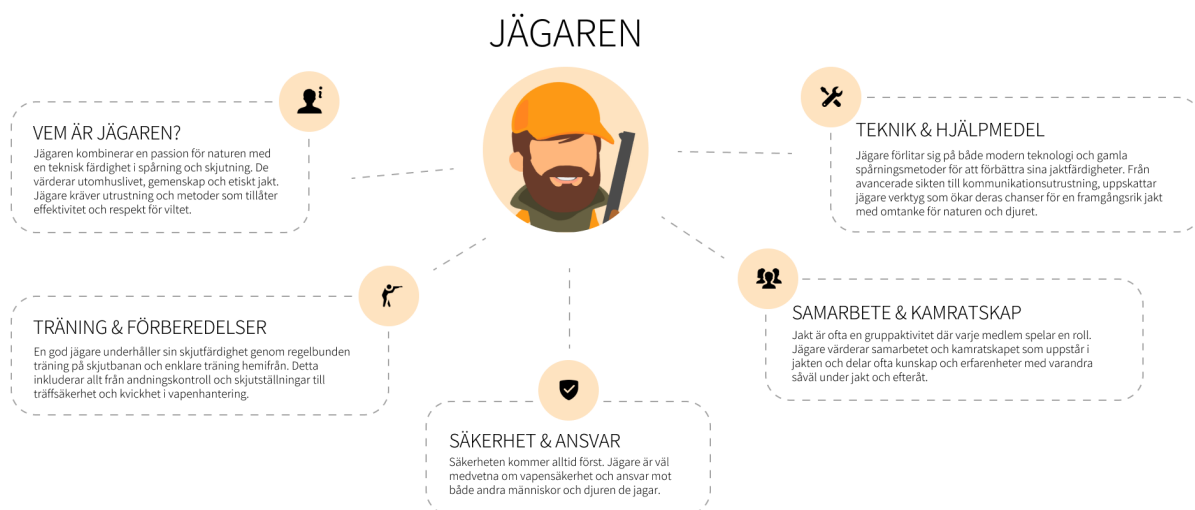 JÄGAREN
VEM ÄR JÄGAREN?
Jägaren kombinerar en passion för naturen med
en teknisk färdighet i spårning och skjutning. De
värderar utomhuslivet, gemenskap och etiskt jakt.
Jägare kräver utrustning och metoder som tillåter
effektivitet och respekt för viltet.
TEKNIK & HJÄLPMEDEL
Jägare förlitar sig på både modern teknologi och gamla
spårningsmetoder för att förbättra sina jaktfärdigheter. Från
avancerade sikten till kommunikationsutrustning, uppskattar
jägare verktyg som ökar deras chanser för en framgångsrik jakt
med omtanke för naturen och djuret.
TRÄNING & FÖRBEREDELSER
En god jägare underhåller sin skjutfärdighet genom regelbunden
träning på skjutbanan och enklare träning hemifrån. Detta
inkluderar allt från andningskontroll och skjutställningar till
träffsäkerhet och kvickhet i vapenhantering.
SAMARBETE & KAMRATSKAP
Jakt är ofta en gruppaktivitet där varje medlem spelar en roll.
Jägare värderar samarbetet och kamratskapet som uppstår i
jakten och delar ofta kunskap och erfarenheter med varandra
såväl under jakt och efteråt.
SÄKERHET & ANSVAR
Säkerheten kommer alltid först. Jägare är väl
medvetna om vapensäkerhet och ansvar mot
både andra människor och djuren de jagar.